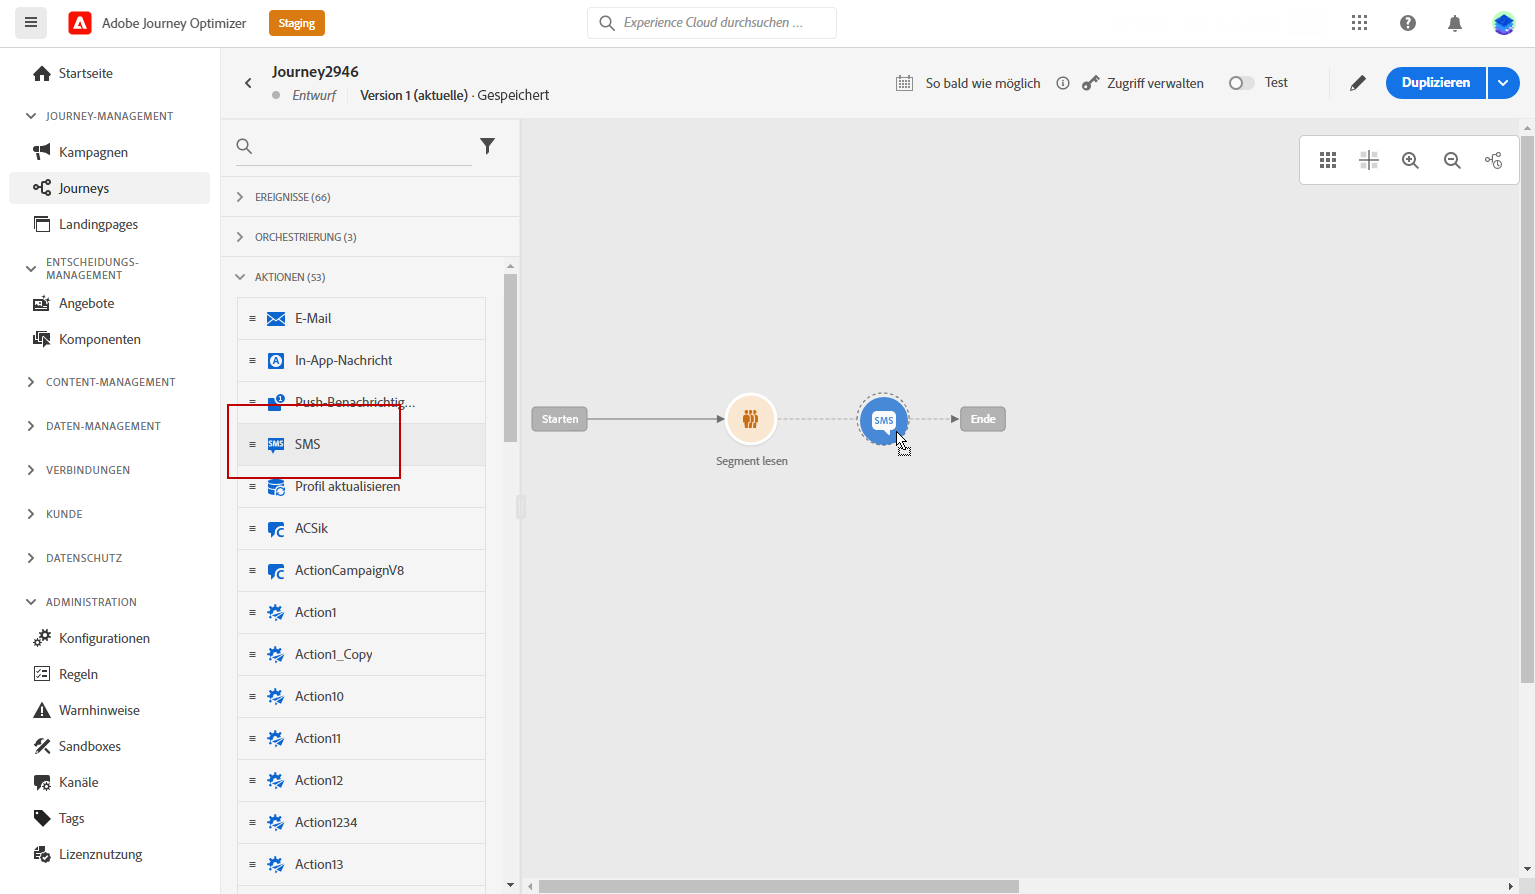 Adobe Journey Optimizer
Staging
Experience Cloud durchsuchen ...
Startseite
JOURNEY-MANAGEMENT
Kampagnen
Journeys
Landingpages
ENTSCHEIDUNGS-
MANAGEMENT
Angebote
Komponenten
CONTENT-MANAGEMENT
DATEN-MANAGEMENT
VERBINDUNGEN
KUNDE
DATENSCHUTZ
ADMINISTRATION
Konfigurationen
Regeln
Warnhinweise
Sandboxes
Kanäle
Tags
Lizenznutzung
Journey2946
Entwurf
Version 1 (aktuelle) · Gespeichert
So bald wie möglich
Zugriff verwalten
Test
Duplizieren
EREIGNISSE (66)
ORCHESTRIERUNG (3)
AKTIONEN (53)
E-Mail
In-App-Nachricht
Push-Benachrichtig...
SMS
SMS
Profil aktualisieren
ACSik
ActionCampaignV8
Action1
Action1_Copy
Action10
Action11
Action12
Action1234
Action13
Starten
Segment lesen
SMS
Ende